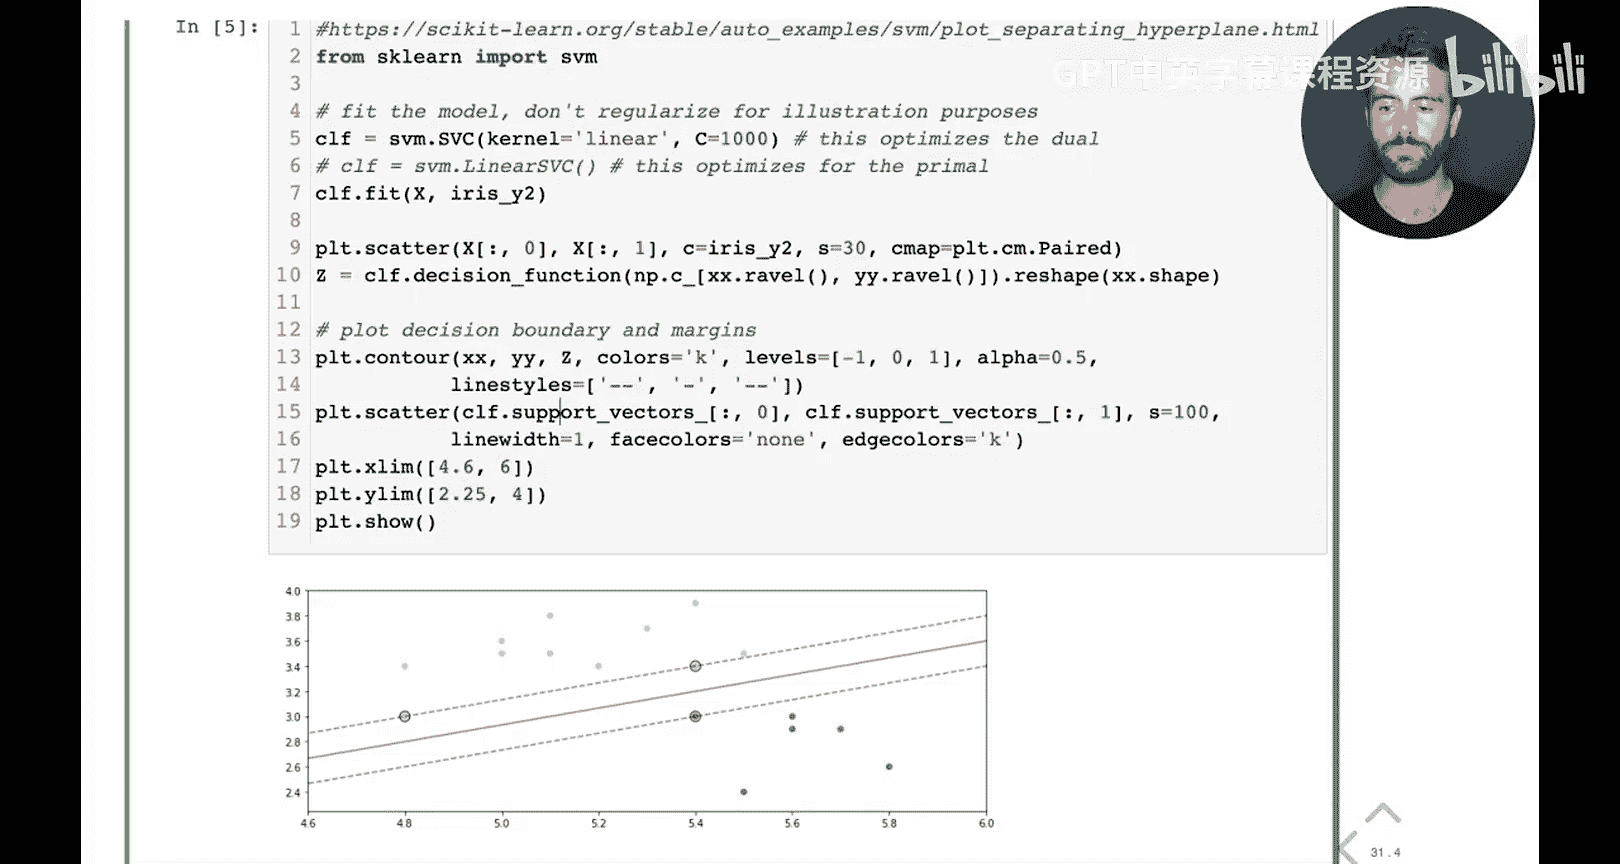 In [5]:
1 #https://scikit-learn.org/stable/auto_examples/svm/plot_separating_hyperplane.html
2 from sklearn import svm
3
4 # fit the model, don't regularize for illustration purposes
5 clf = svm.SVC(kernel='linear', C=1000) # this optimizes the dual
6 # clf = svm.LinearSVC() # this optimizes for the primal
7 clf.fit(X, iris_y2)
8
9 plt.scatter(X[:, 0], X[:, 1], c=iris_y2, s=30, cmap=plt.cm.Paired)
10 Z = clf.decision_function(np.c_[xx.ravel(), yy.ravel()]).reshape(xx.shape)
11
12 # plot decision boundary and margins
13 plt.contour(xx, yy, Z, colors='k', levels=[-1, 0, 1], alpha=0.5,
14 linestyles=['--', '-', '--'])
15 plt.scatter(clf.support_vectors_[:, 0], clf.support_vectors_[:, 1], s=100,
16 linewidth=1, facecolors='none', edgecolors='k')
17 plt.xlim([4.6, 6])
18 plt.ylim([2.25, 4])
19 plt.show()
GPT中英字幕课程资源 bilibili
4.0
3.8
3.6
3.4
3.2
3.0
2.8
2.6
2.4
4.6 4.8 5.0 5.2 5.4 5.6 5.8 6.0
31.4